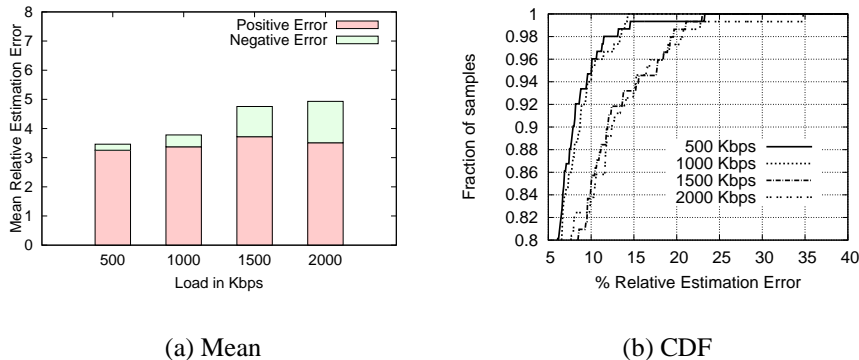 8
7
6
5
4
3
2
1
0
Mean Relative Estimation Error
Positive Error
Negative Error
500 1000 1500 2000
Load in Kbps
(a) Mean
1
0.98
0.96
0.94
0.92
0.9
0.88
0.86
0.84
0.82
0.8
Fraction of samples
500 Kbps
1000 Kbps
1500 Kbps
2000 Kbps
5 10 15 20 25 30 35 40
% Relative Estimation Error
(b) CDF